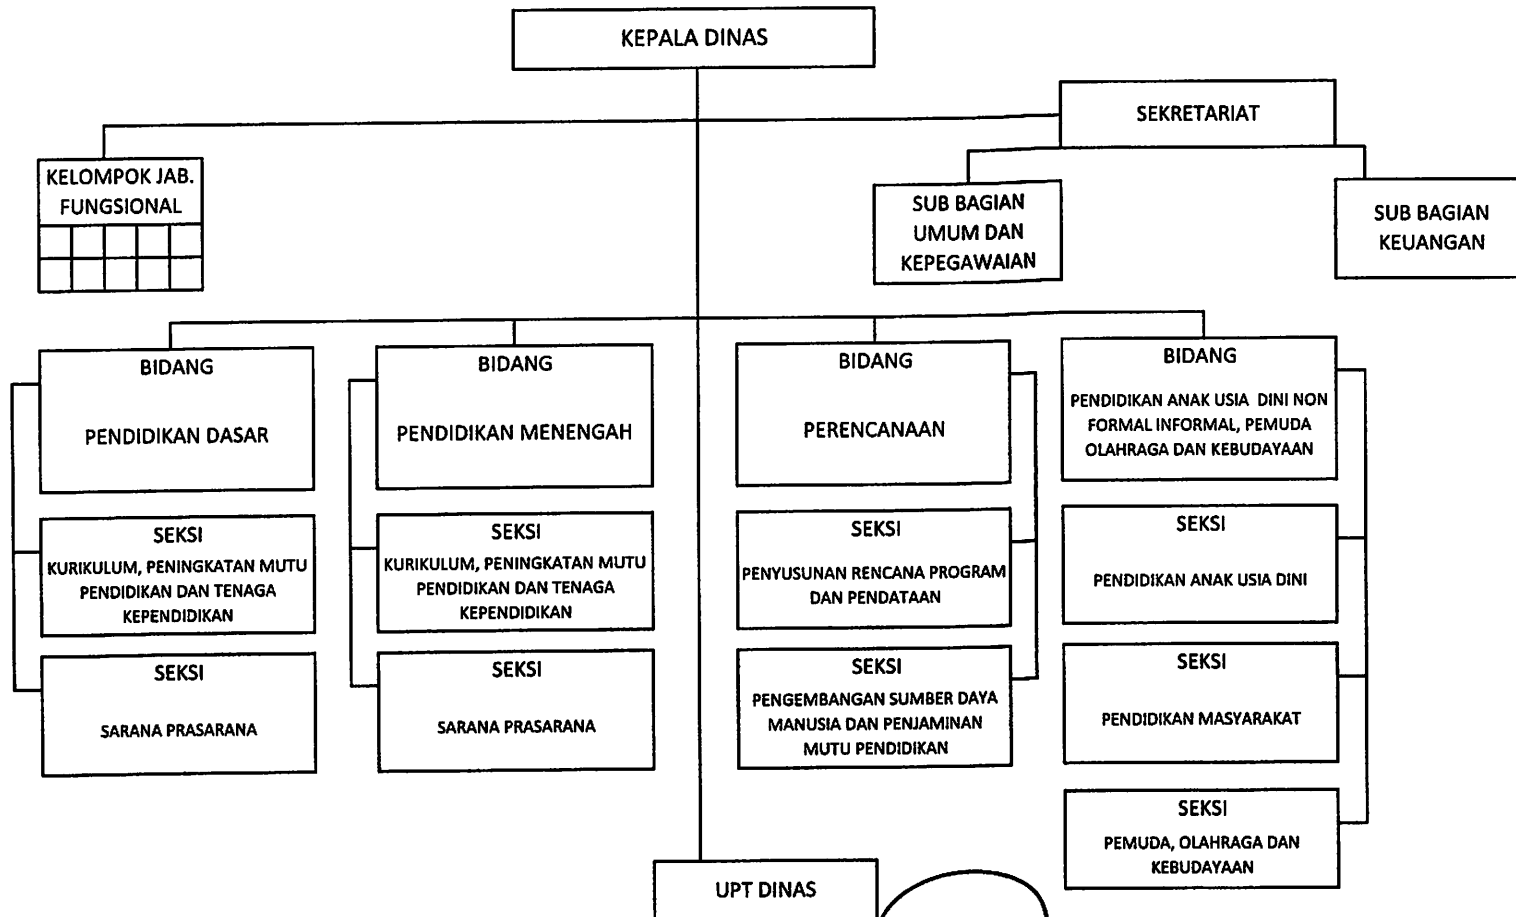 KEPALA DINAS
SEKRETARIAT
KELOMPOK JAB.
FUNGSIONAL
SUB BAGIAN
UMUM DAN
KEPEGAWAIAN
SUB BAGIAN
KEUANGAN
BIDANG
PENDIDIKAN DASAR
SEKSI
KURIKULUM, PENINGKATAN MUTU
PENDIDIKAN DAN TENAGA
KEPENDIDIKAN
SEKSI
SARANA PRASARANA
BIDANG
PENDIDIKAN MENENGAH
SEKSI
KURIKULUM, PENINGKATAN MUTU
PENDIDIKAN DAN TENAGA
KEPENDIDIKAN
SEKSI
SARANA PRASARANA
BIDANG
PERENCANAAN
SEKSI
PENYUSUNAN RENCANA PROGRAM
DAN PENDATAAN
SEKSI
PENGEMBANGAN SUMBER DAYA
MANUSIA DAN PENJAMINAN
MUTU PENDIDIKAN
BIDANG
PENDIDIKAN ANAK USIA DINI NON
FORMAL INFORMAL, PEMUDA
OLAHRAGA DAN KEBUDAYAAN
SEKSI
PENDIDIKAN ANAK USIA DINI
SEKSI
PENDIDIKAN MASYARAKAT
SEKSI
PEMUDA, OLAHRAGA DAN
KEBUDAYAAN
UPT DINAS